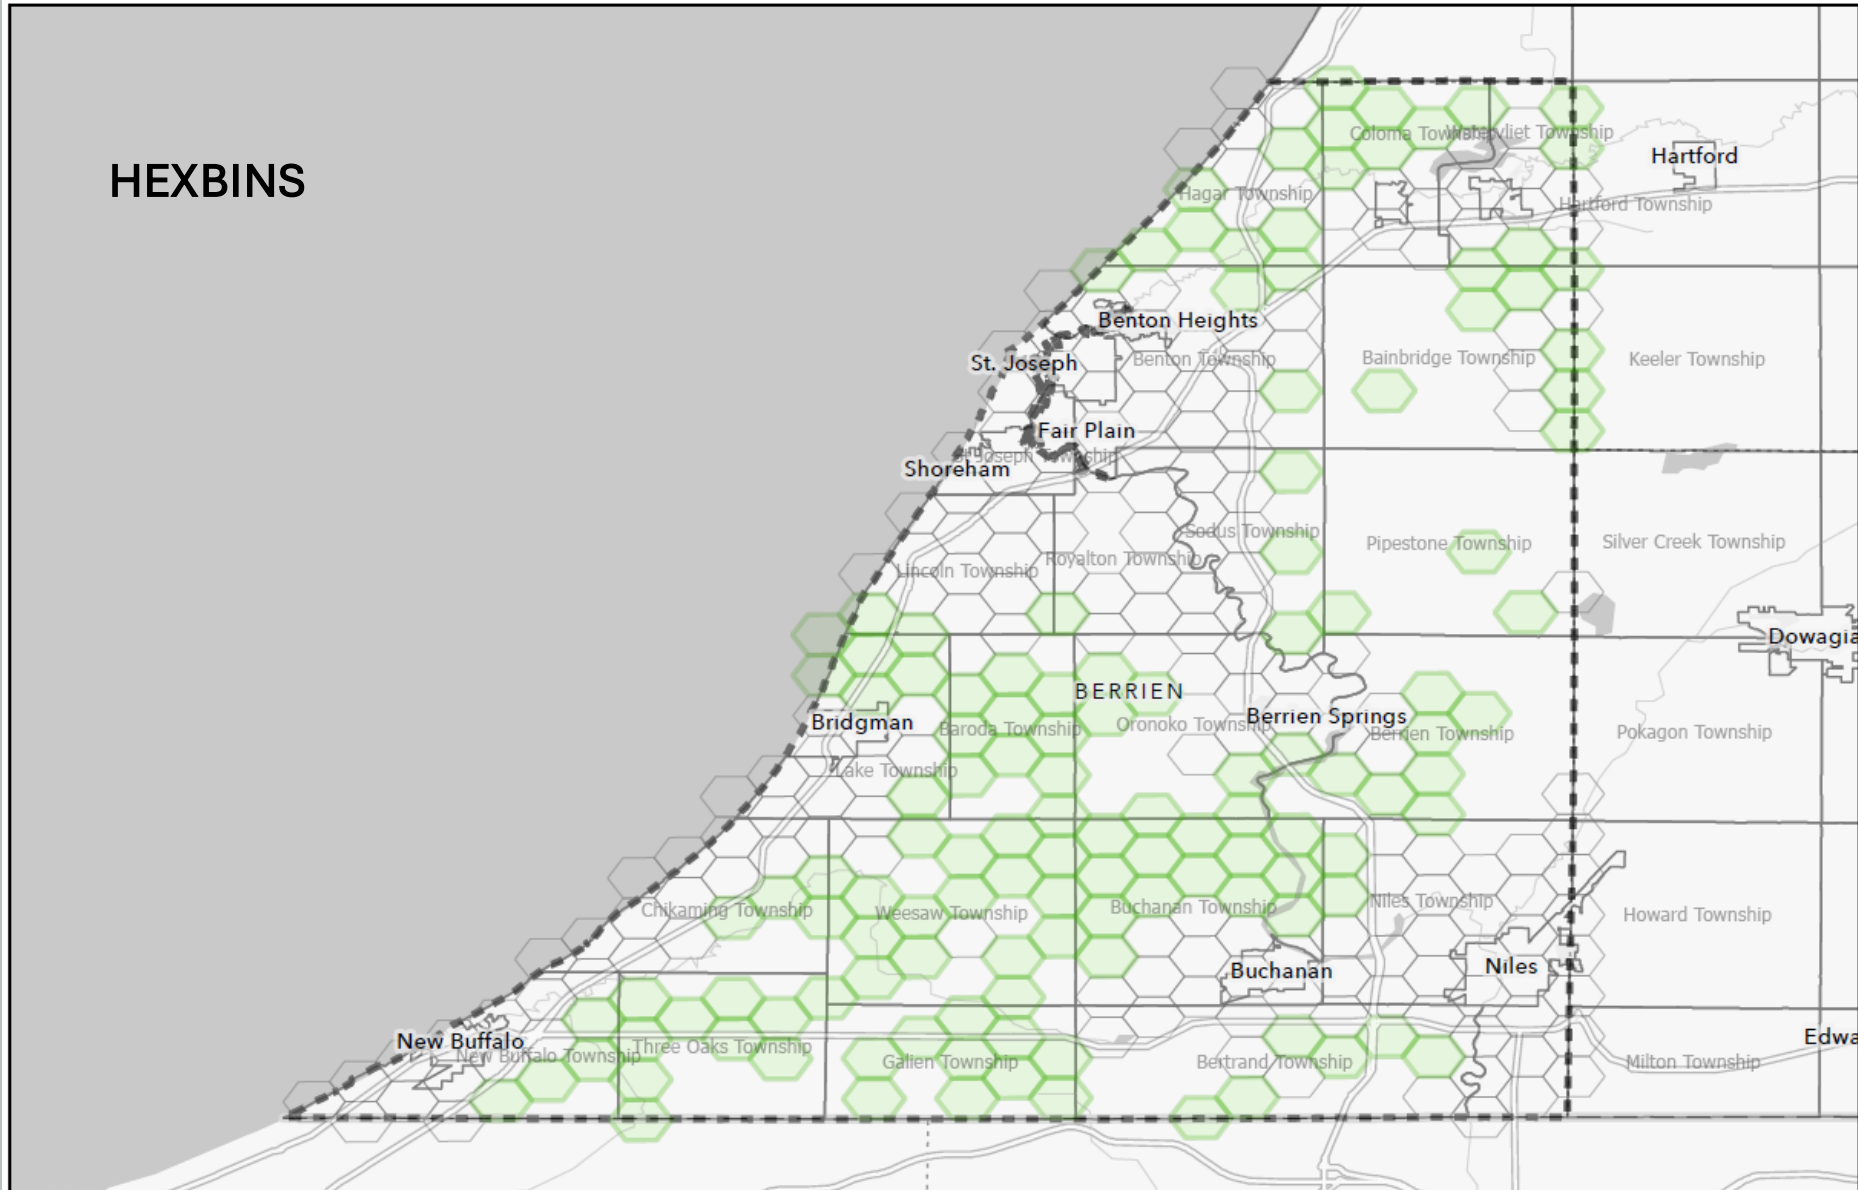 HEXBINS
Coloma Township
Watervliet Township
Hartford
Hagar Township
Hartford Township
Benton Heights
St. Joseph
Benton Township
Bainbridge Township
Keeler Township
Fair Plain
St. Joseph Township
Shoreham
Sodus Township
Pipestone Township
Silver Creek Township
Royalton Township
Lincoln Township
Dowagia
BERRIEN
Bridgman
Baroda Township
Oronoko Township
Berrien Springs
Berrien Township
Pokagon Township
Lake Township
Chikaming Township
Weesaw Township
Buchanan Township
Niles Township
Howard Township
Buchanan
Niles
New Buffalo
New Buffalo Township
Three Oaks Township
Galien Township
Bertrand Township
Milton Township
Edwa